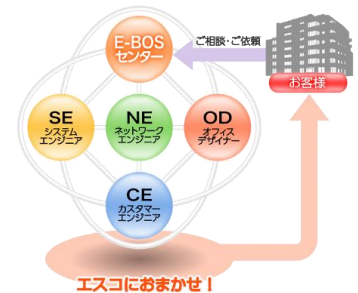 E-BOS
センター
ご相談・ご依頼
お客様
SE
システム
エンジニア
NE
ネットワーク
エンジニア
OD
オフィス
デザイナー
CE
カスタマー
エンジニア
エスコにおまかせ！